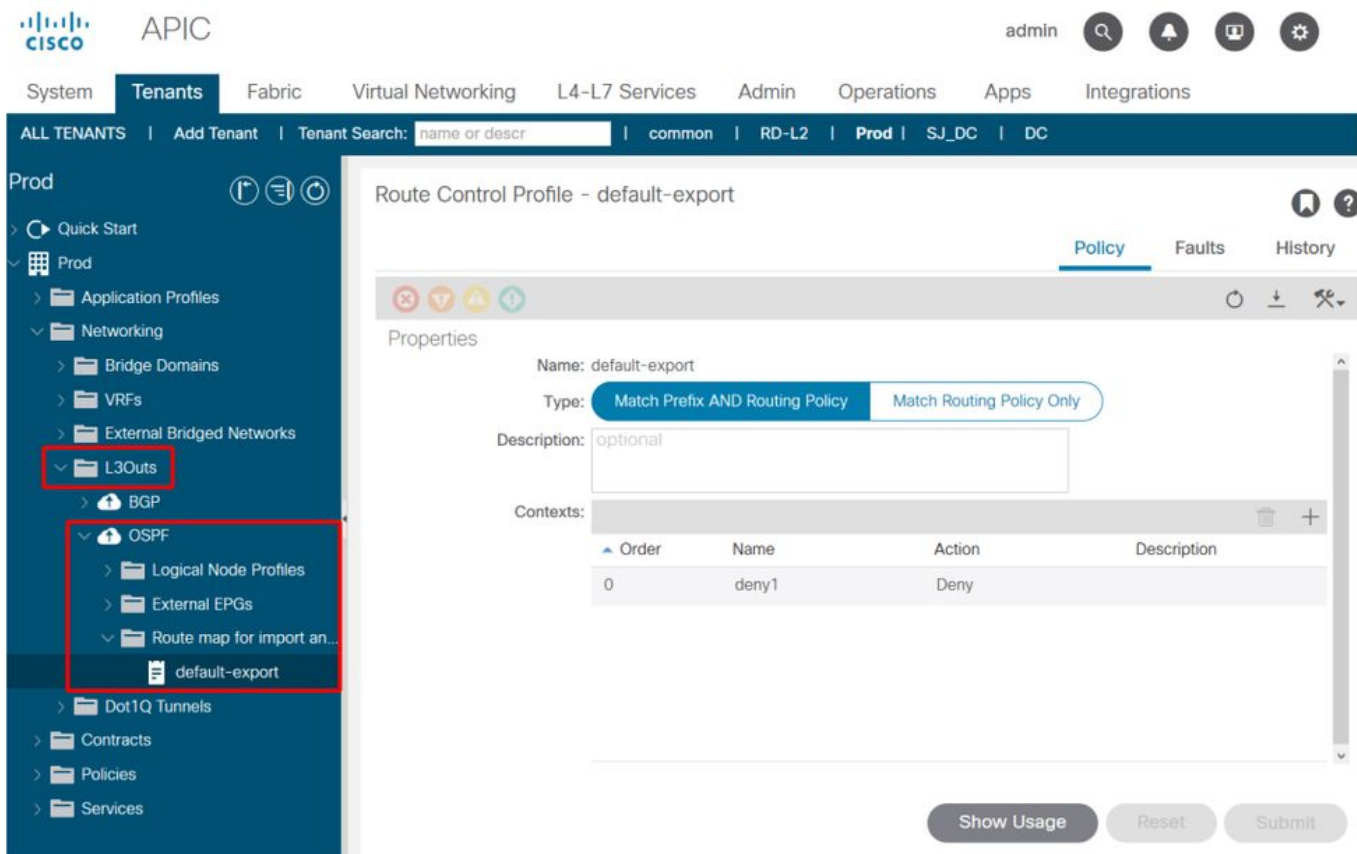 CISCO
APIC
admin
System Tenants Fabric Virtual Networking L4-L7 Services Admin Operations Apps Integrations
ALL TENANTS | Add Tenant | Tenant Search: name or descr | common | RD-L2 | Prod | SJ_DC | DC
Prod
Quick Start
Prod
Application Profiles
Networking
Bridge Domains
VRFs
External Bridged Networks
L3Outs
BGP
OSPF
Logical Node Profiles
External EPGs
Route map for import an...
default-export
Dot1Q Tunnels
Contracts
Policies
Services
Route Control Profile - default-export
Policy Faults History
Properties
Name: default-export
Type: Match Prefix AND Routing Policy Match Routing Policy Only
Description: optional
Contexts:
Order Name Action Description
0 deny1 Deny
Show Usage Reset Submit